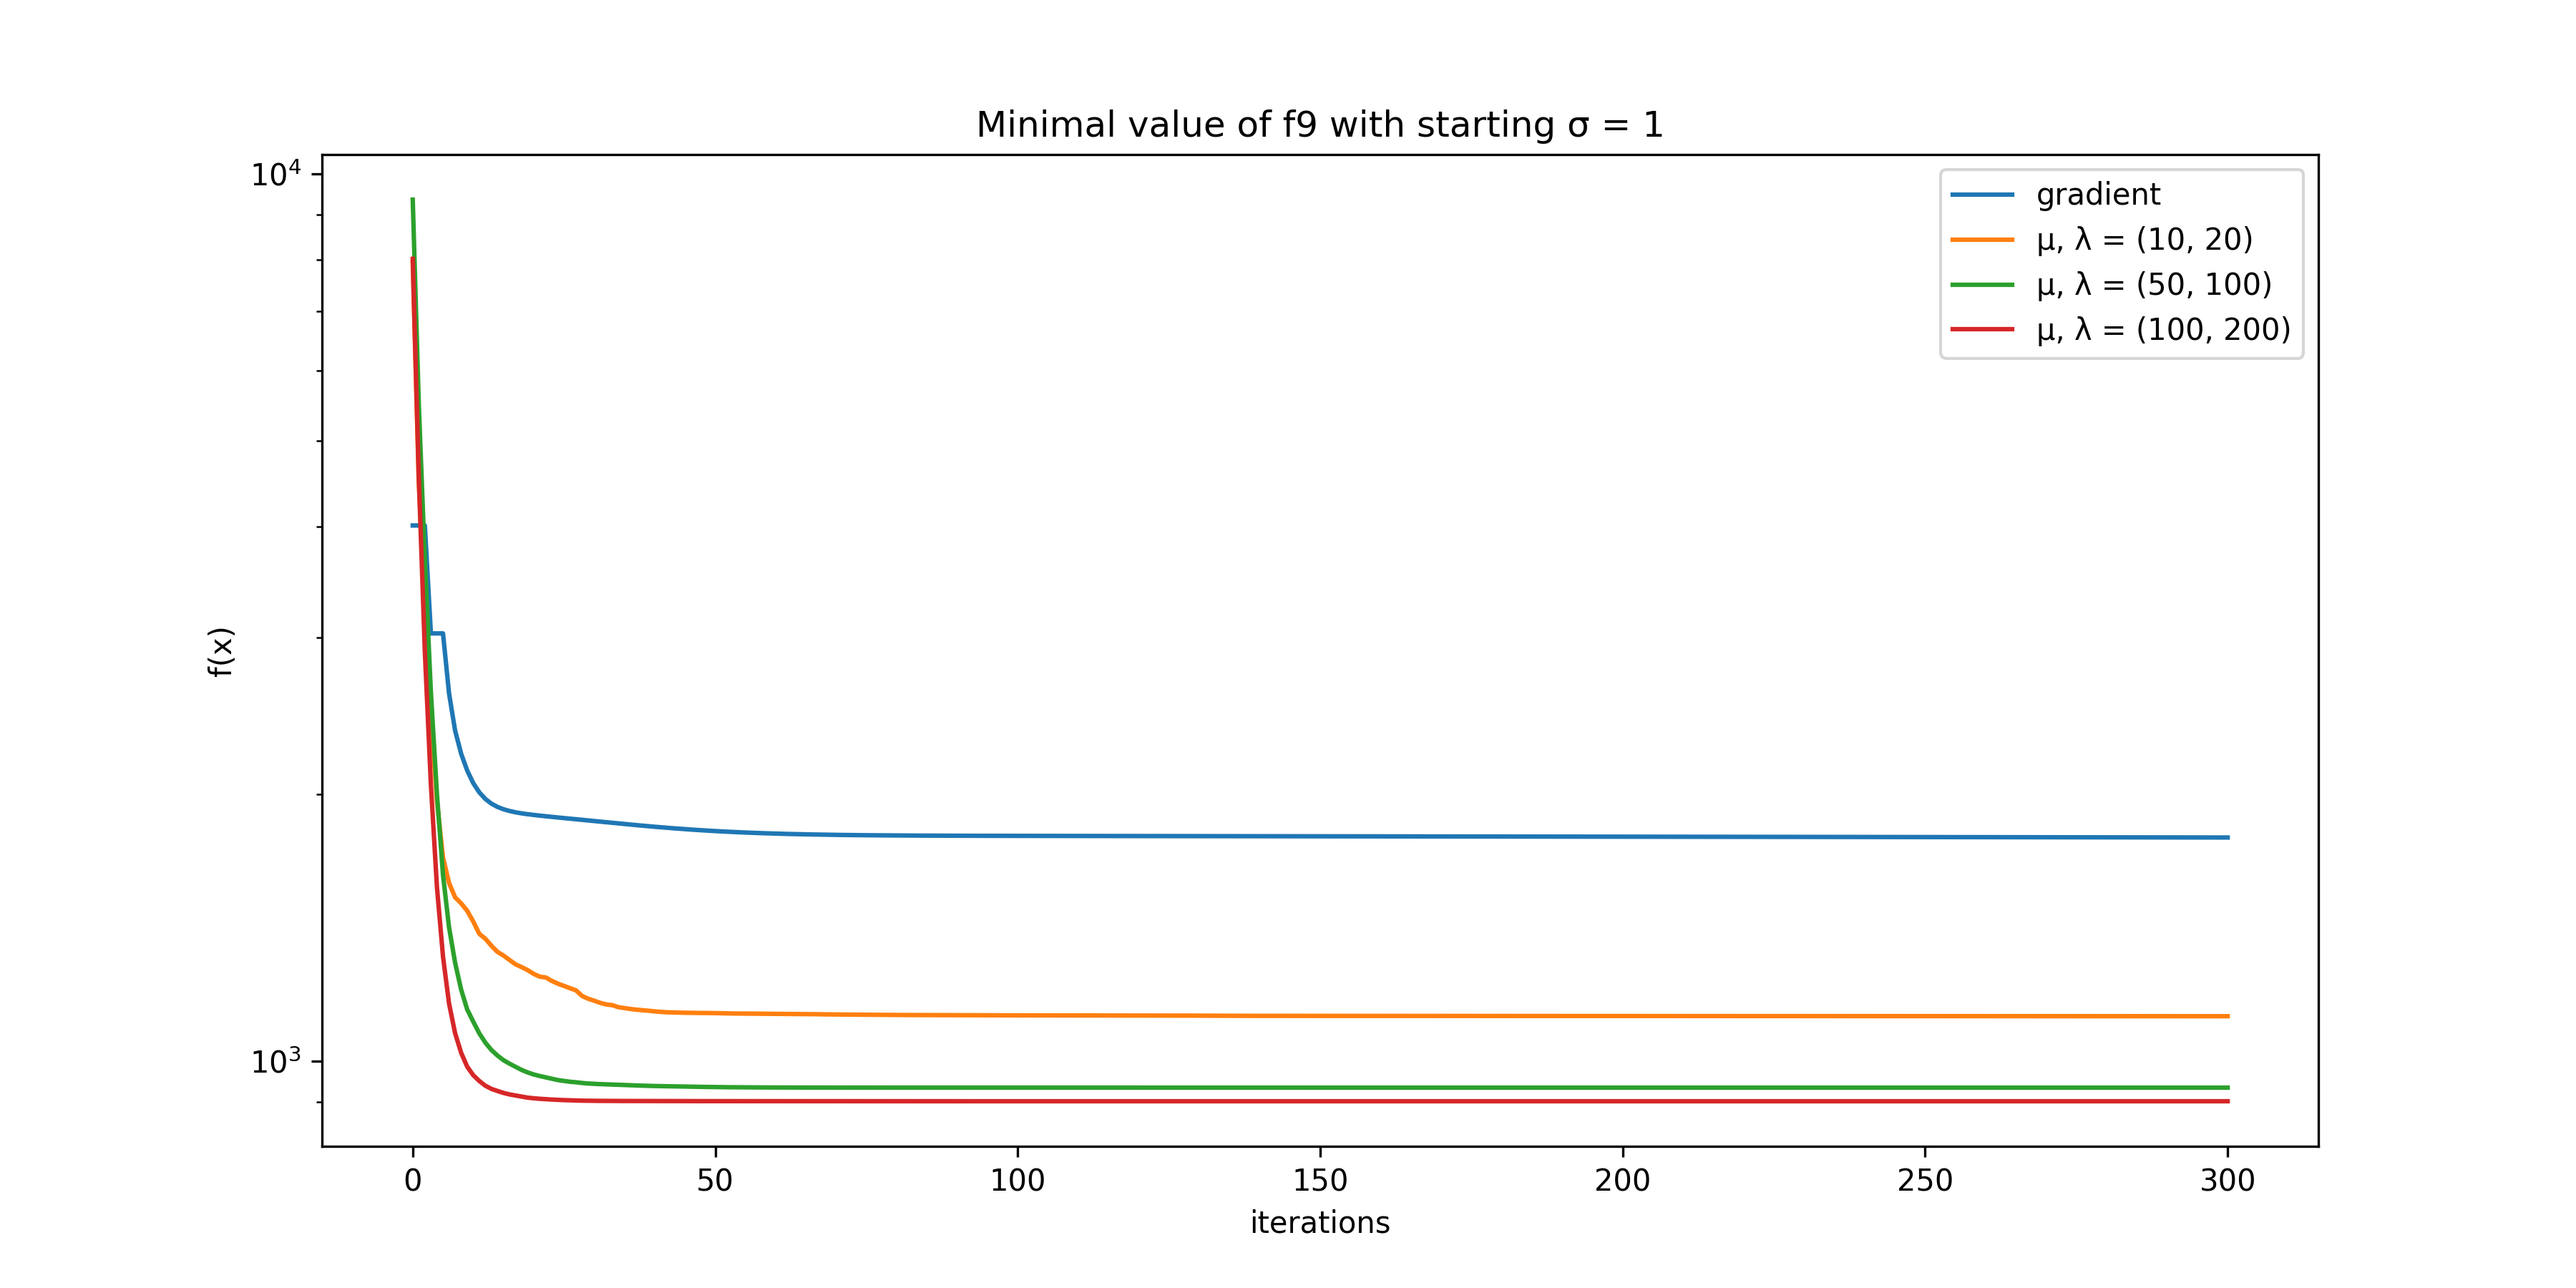 Minimal value of f9 with starting σ = 1
10⁴
gradient
μ, λ = (10, 20)
μ, λ = (50, 100)
μ, λ = (100, 200)
f(x)
10³
0 50 100 150 200 250 300
iterations